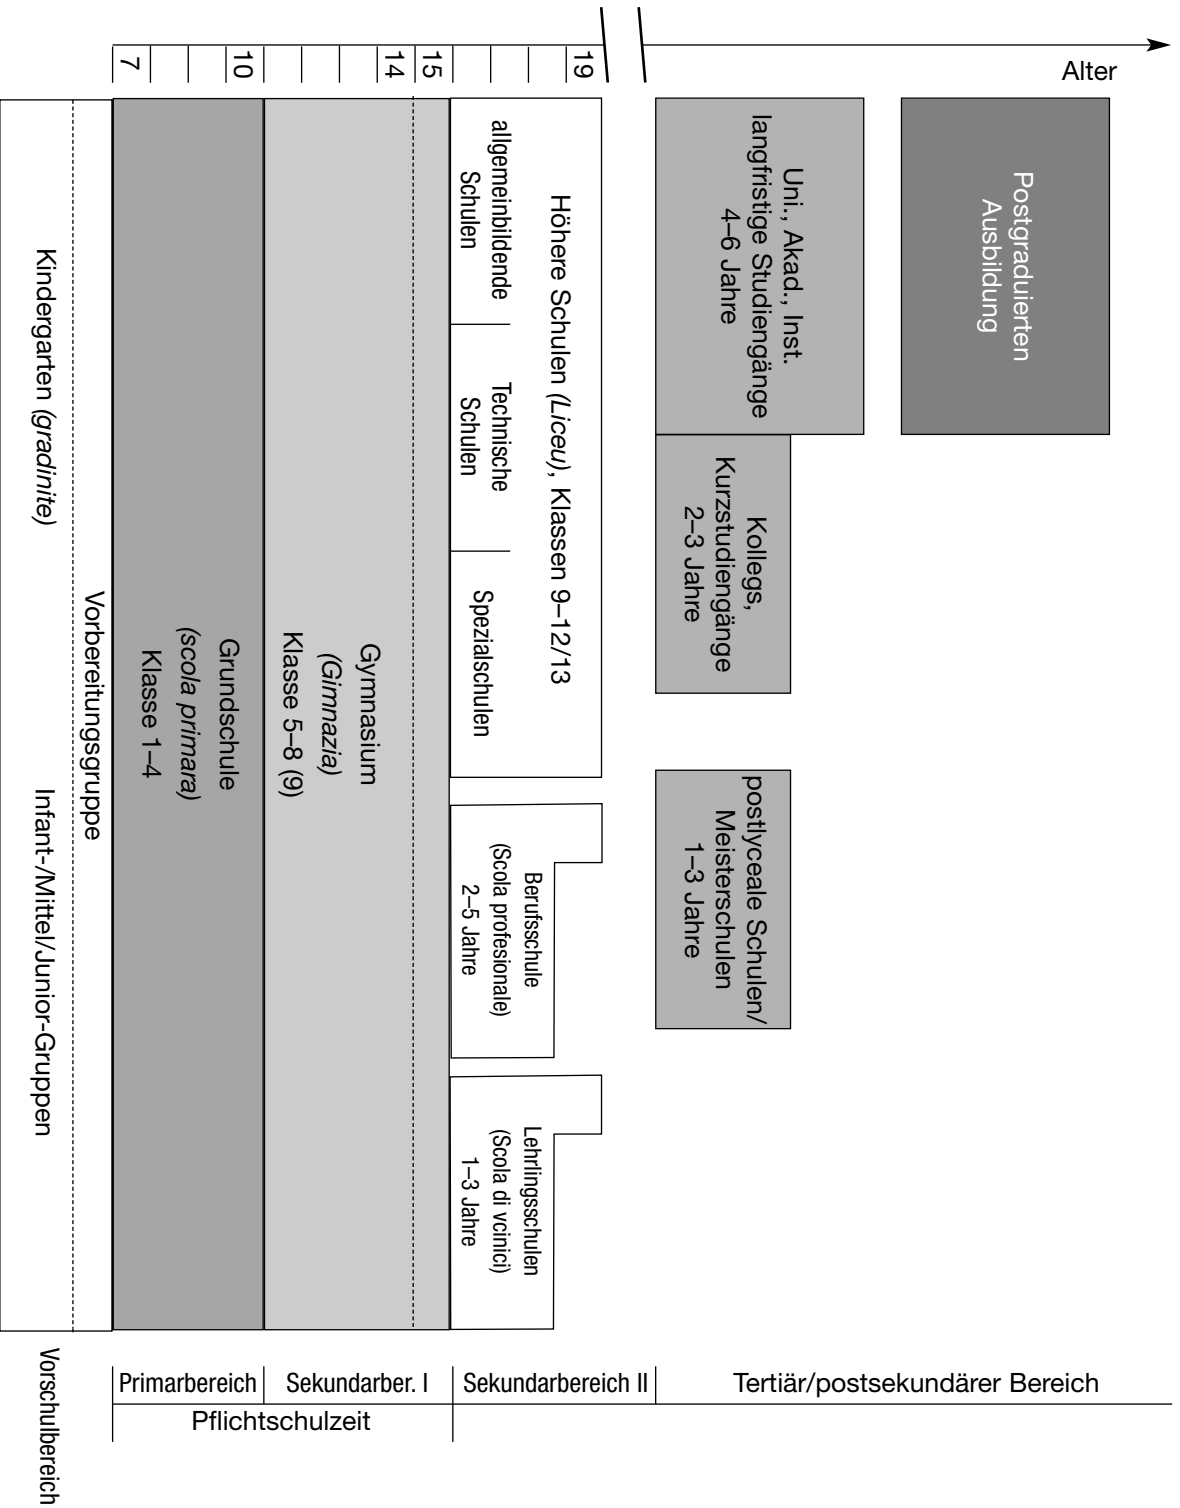 Alter
7
10
14
15
19
Postgraduierten
Ausbildung
Uni., Akad., Inst.
langfristige Studiengänge
4–6 Jahre
Kollegs,
Kurzstudiengänge
2–3 Jahre
postlyceale Schulen/
Meisterschulen
1–3 Jahre
Höhere Schulen (Liceu), Klassen 9–12/13
allgemeinbildende
Schulen
Technische
Schulen
Spezialschulen
Berufsschule
(Scola profesionale)
2–5 Jahre
Lehrlingsschulen
(Scola di vcinici)
1–3 Jahre
Gymnasium
(Gimnazia)
Klasse 5–8 (9)
Grundschule
(scola primara)
Klasse 1–4
Vorbereitungsgruppe
Kindergarten (gradinite)
Infant-/Mittel/Junior-Gruppen
Vorschulbereich
Primarbereich
Sekundarber. I
Sekundarbereich II
Tertiär/postsekundärer Bereich
Pflichtschulzeit